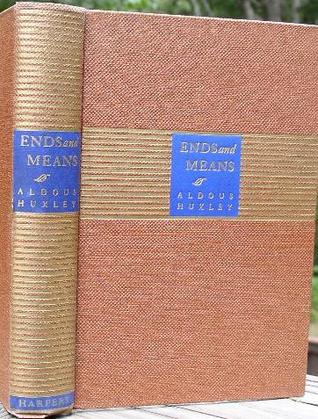 ENDS and
MEANS
ALDOUS
HUXLEY
HARPERS
ENDS and
MEANS
ALDOUS
HUXLEY